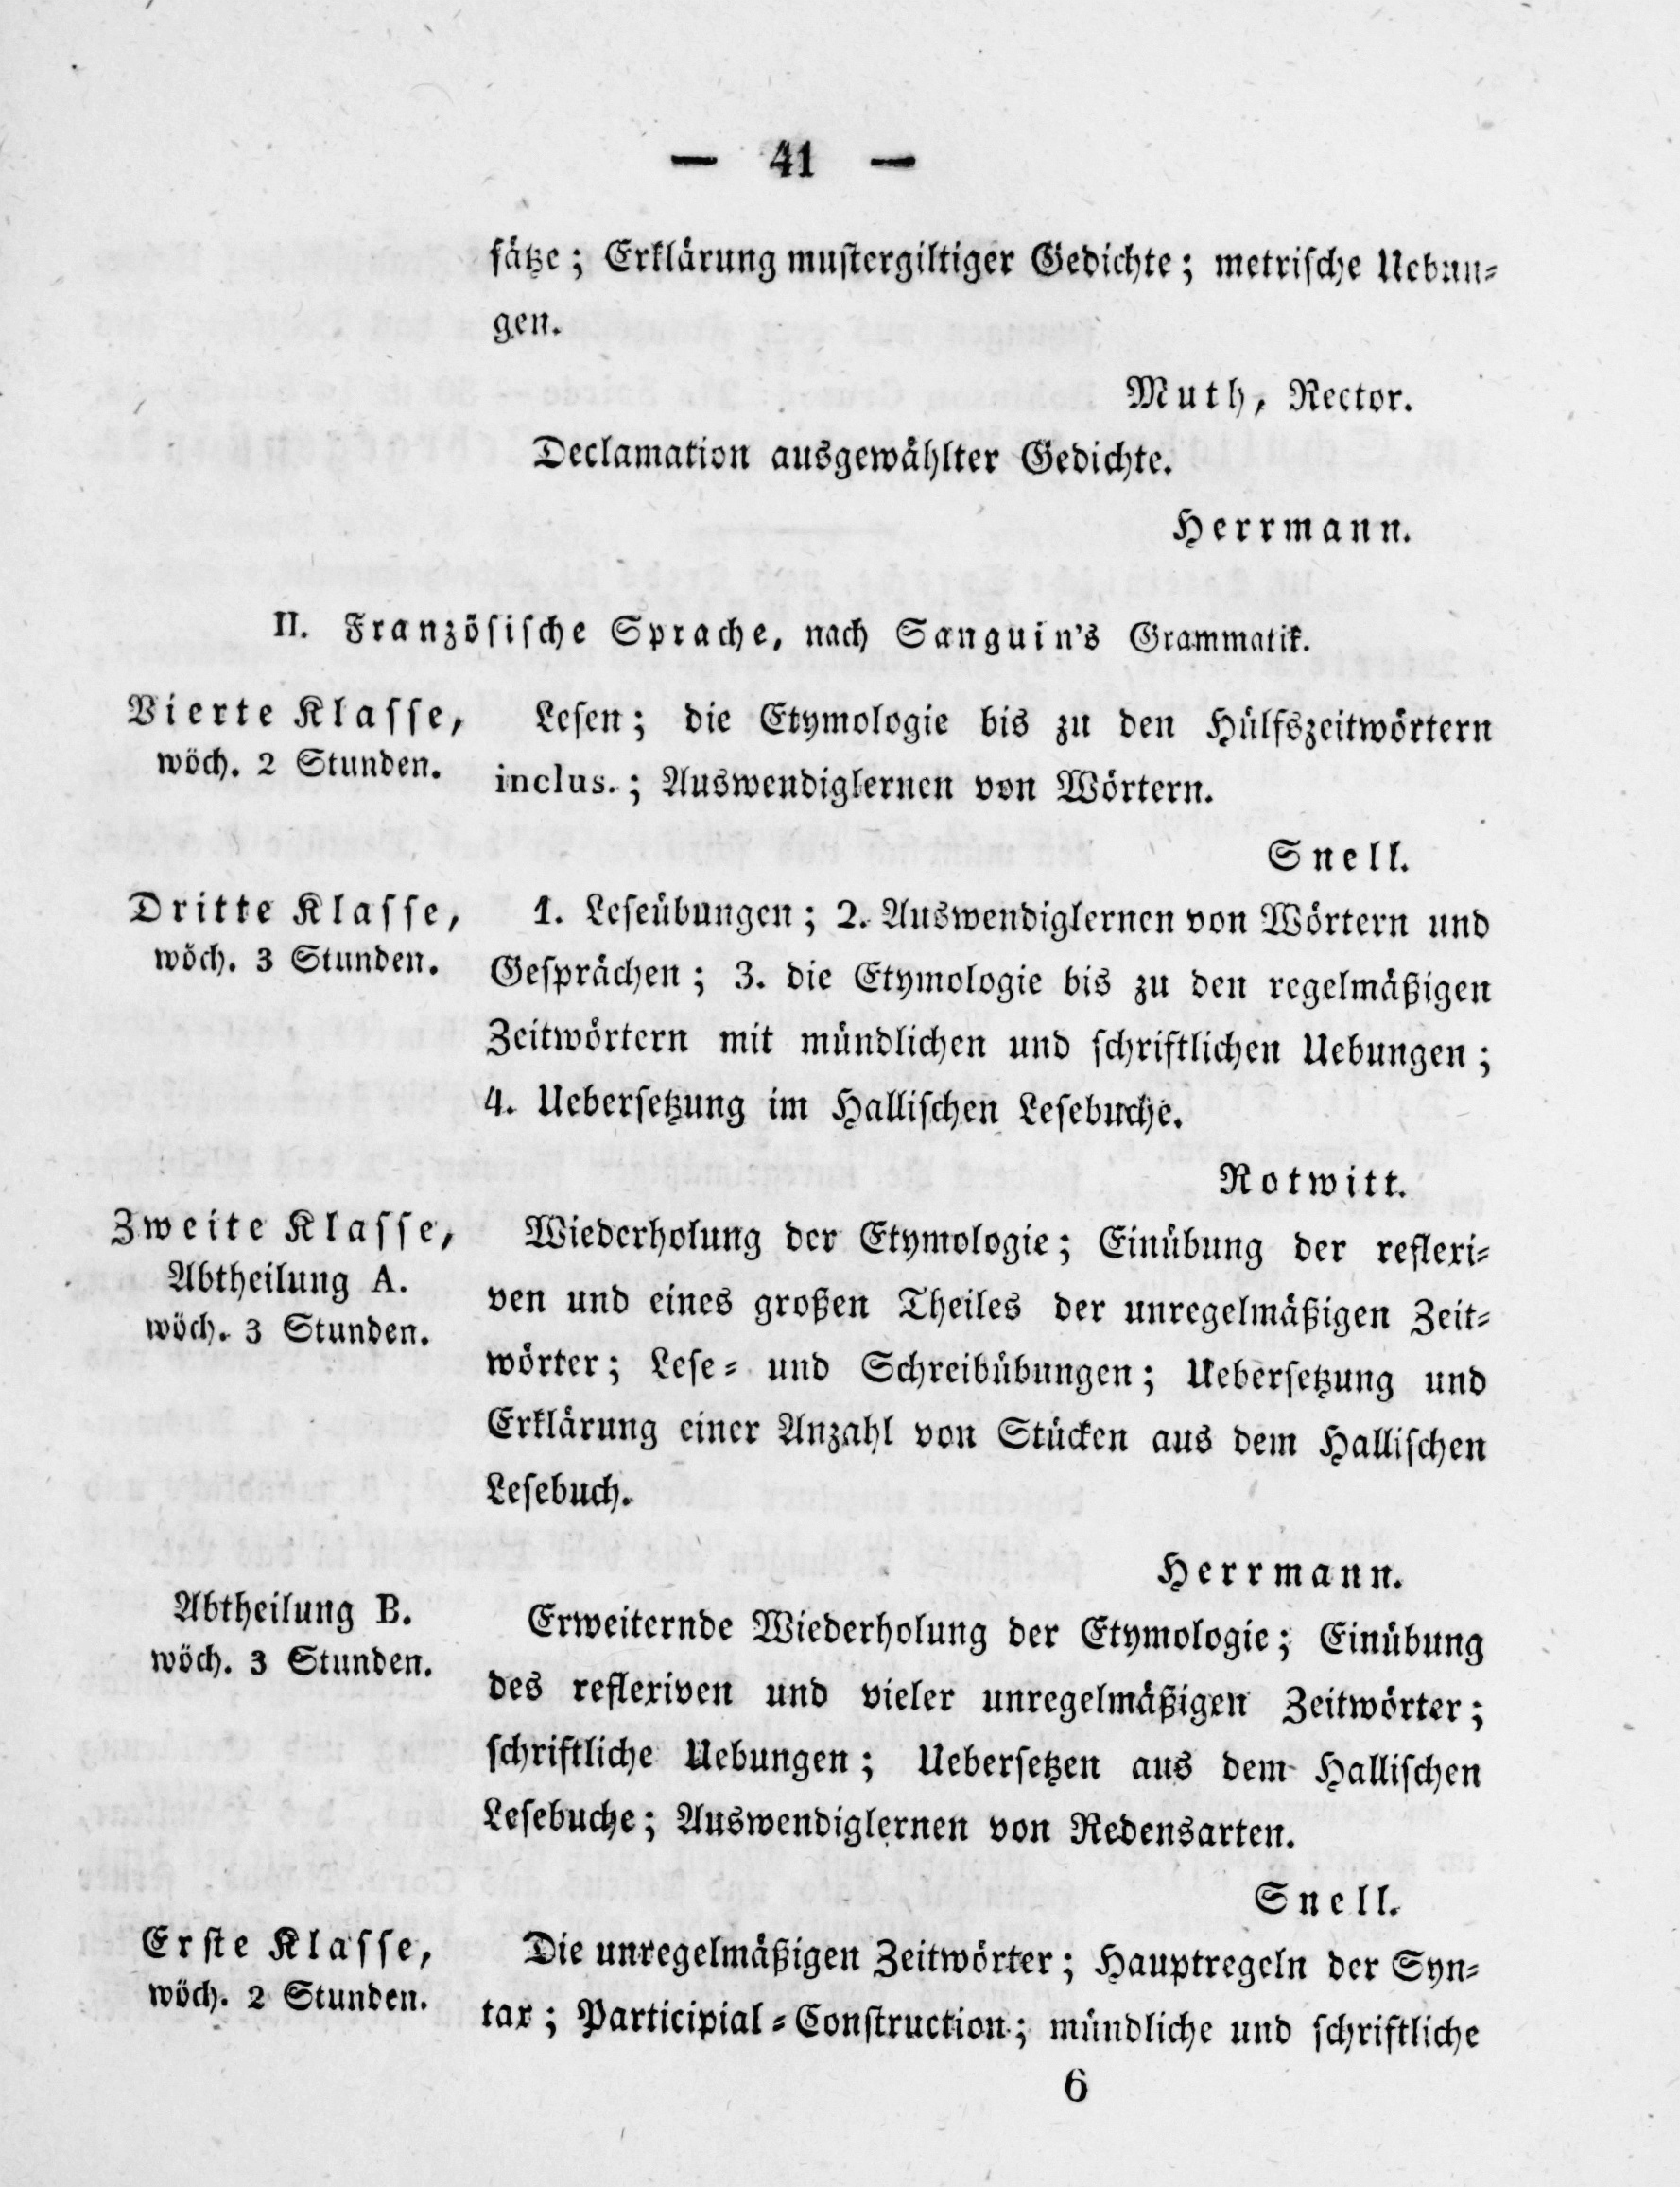 — 41 —
sätze; Erklärung mustergiltiger Gedichte; metrische Uebun-
gen.
Muth, Rector.
Declamation ausgewählter Gedichte.
Herrmann.
II. Französische Sprache, nach Sanguin's Grammatik.
Vierte Klasse,
wöch. 2 Stunden.
Lesen; die Etymologie bis zu den Hülfszeitwörtern
inclus.; Auswendiglernen von Wörtern.
Snell.
Dritte Klasse,
wöch. 3 Stunden.
1. Leseübungen; 2. Auswendiglernen von Wörtern und
Gesprächen; 3. die Etymologie bis zu den regelmäßigen
Zeitwörtern mit mündlichen und schriftlichen Uebungen;
4. Uebersetzung im Hallischen Lesebuche.
Rotwitt.
Zweite Klasse,
Abtheilung A.
wöch. 3 Stunden.
Wiederholung der Etymologie; Einübung der reflexi-
ven und eines großen Theiles der unregelmäßigen Zeit-
wörter; Lese- und Schreibübungen; Uebersetzung und
Erklärung einer Anzahl von Stücken aus dem Hallischen
Lesebuch.
Herrmann.
Abtheilung B.
wöch. 3 Stunden.
Erweiternde Wiederholung der Etymologie; Einübung
des reflexiven und vieler unregelmäßigen Zeitwörter;
schriftliche Uebungen; Uebersetzen aus dem Hallischen
Lesebuche; Auswendiglernen von Redensarten.
Snell.
Erste Klasse,
wöch. 2 Stunden.
Die unregelmäßigen Zeitwörter; Hauptregeln der Syn-
tax; Participial-Construction; mündliche und schriftliche
6